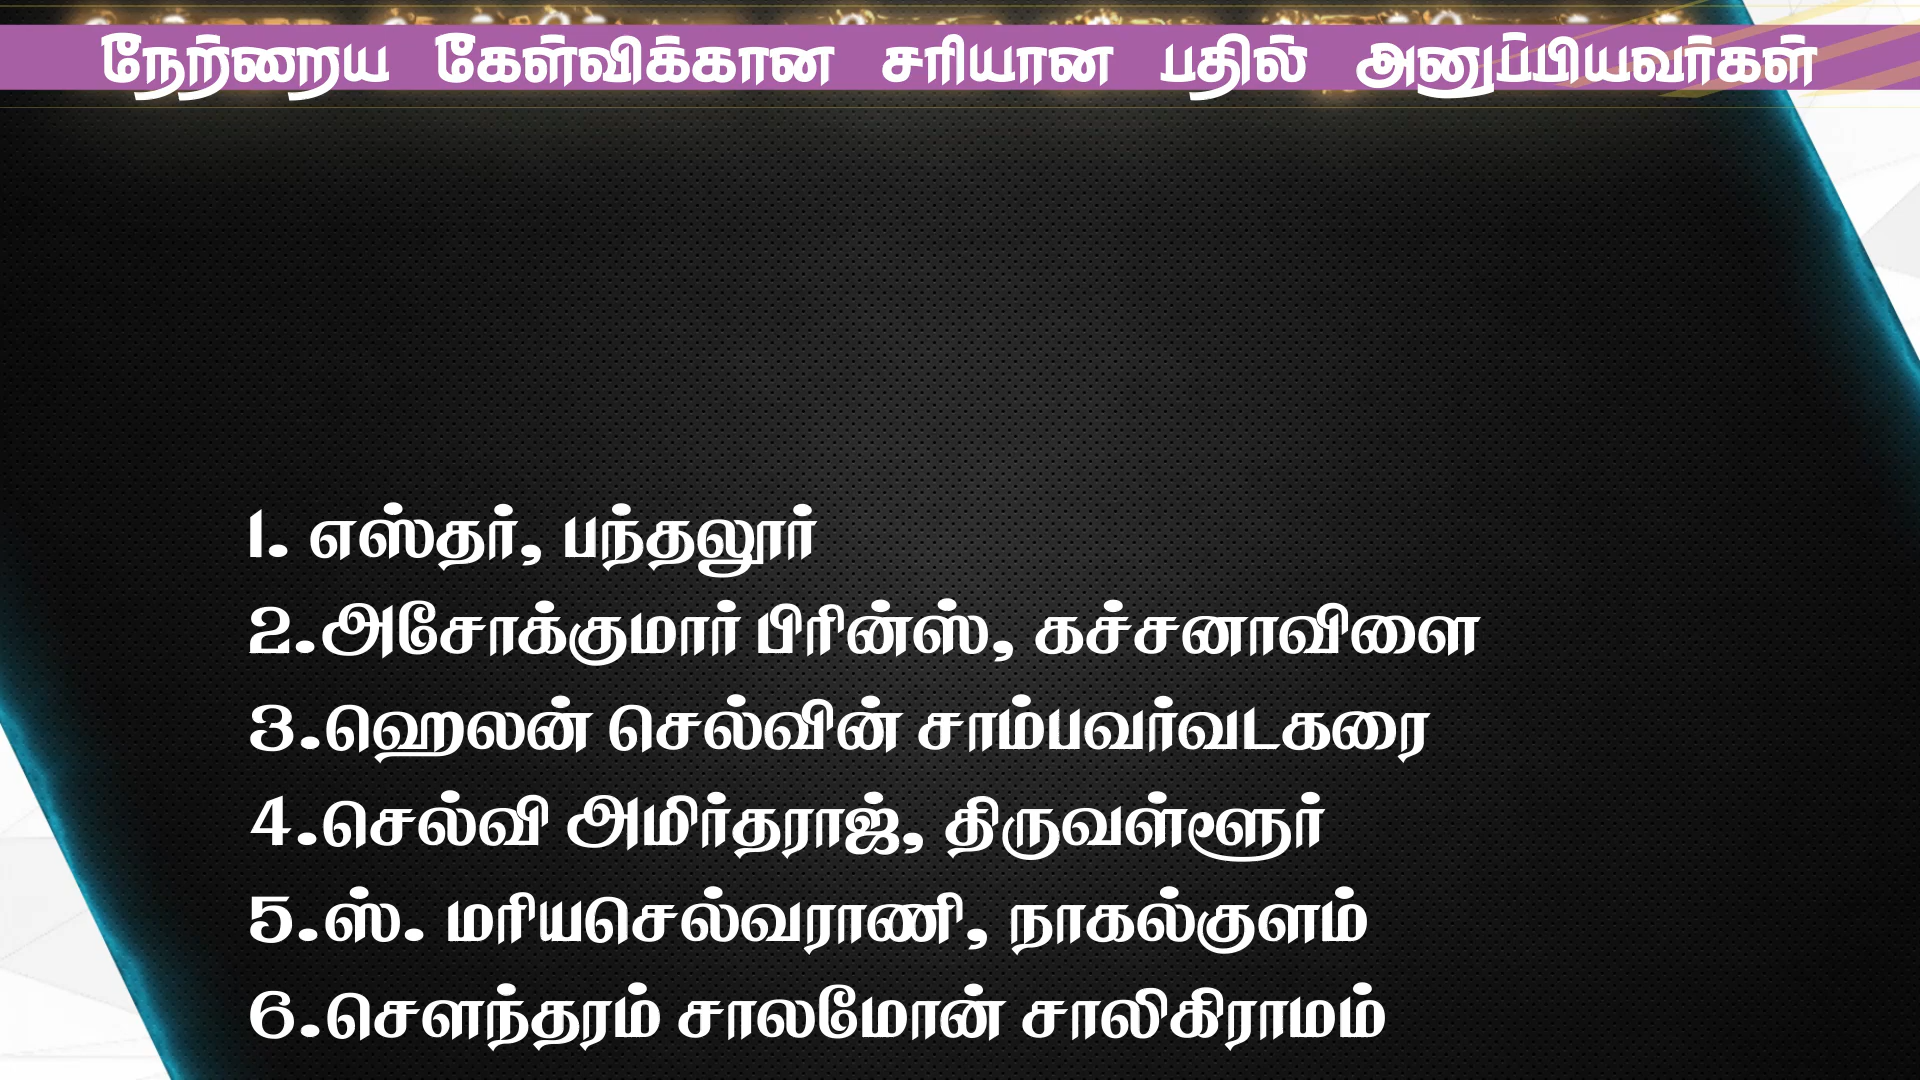 நேற்றைய கேள்விக்கான சரியான பதில் அனுப்பியவர்கள்
1. எஸ்தர், பந்தலூர்
2.அசோக்குமார் பிரின்ஸ், கச்சனாவிளை
3.ஹெலன் செல்வின் சாம்பவர்வடகரை
4.செல்வி அமிர்தராஜ், திருவள்ளூர்
5.ஸ். மரியசெல்வராணி, நாகல்குளம்
6.சௌந்தரம் சாலமோன் சாலிகிராமம்